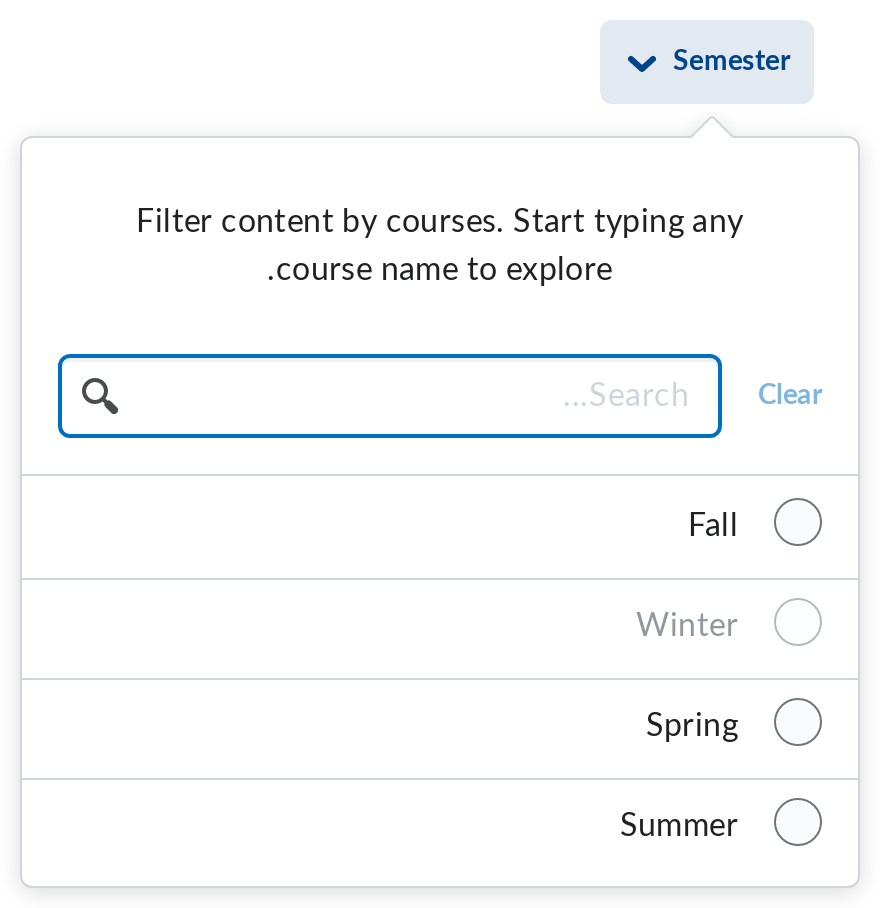 Semester
Filter content by courses. Start typing any
.course name to explore
...Search
Clear
Fall
Winter
Spring
Summer